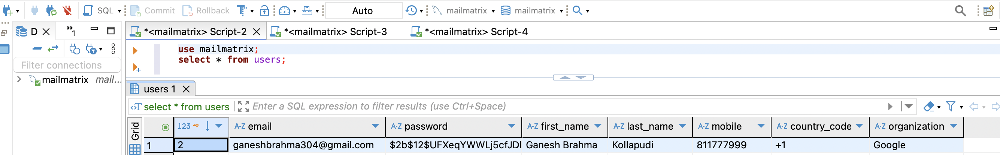 SQL Commit Rollback Auto mailmatrix mailmatrix
D »1 *<mailmatrix> Script-2 *<mailmatrix> Script-3 *<mailmatrix> Script-4
use mailmatrix;
select * from users;
Filter connections
mailmatrix mail...
users 1
select * from users Enter a SQL expression to filter results (use Ctrl+Space)
Grid
123 A-Z email A-Z password A-Z first_name A-Z last_name A-Z mobile A-Z country_code A-Z organization
1 2 ganeshbrahma304@gmail.com $2b$12$UFXeqYWWLj5cfJDl Ganesh Brahma Kollapudi 811777999 +1 Google